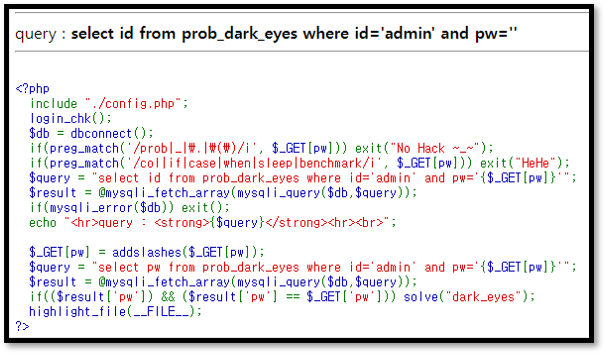 query : select id from prob_dark_eyes where id='admin' and pw=''
<?php
include "./config.php";
login_chk();
$db = dbconnect();
if(preg_match('/prob|_|₩.|₩(₩)/i', $_GET[pw])) exit("No Hack ~_~");
if(preg_match('/col|if|case|when|sleep|benchmark/i', $_GET[pw])) exit("HeHe");
$query = "select id from prob_dark_eyes where id='admin' and pw='{$_GET[pw]}'";
$result = @mysqli_fetch_array(mysqli_query($db,$query));
if(mysqli_error($db)) exit();
echo "<hr>query : <strong>{$query}</strong><hr><br>";
$_GET[pw] = addslashes($_GET[pw]);
$query = "select pw from prob_dark_eyes where id='admin' and pw='{$_GET[pw]}'";
$result = @mysqli_fetch_array(mysqli_query($db,$query));
if(($result['pw']) && ($result['pw'] == $_GET['pw'])) solve("dark_eyes");
highlight_file(__FILE__);
?>